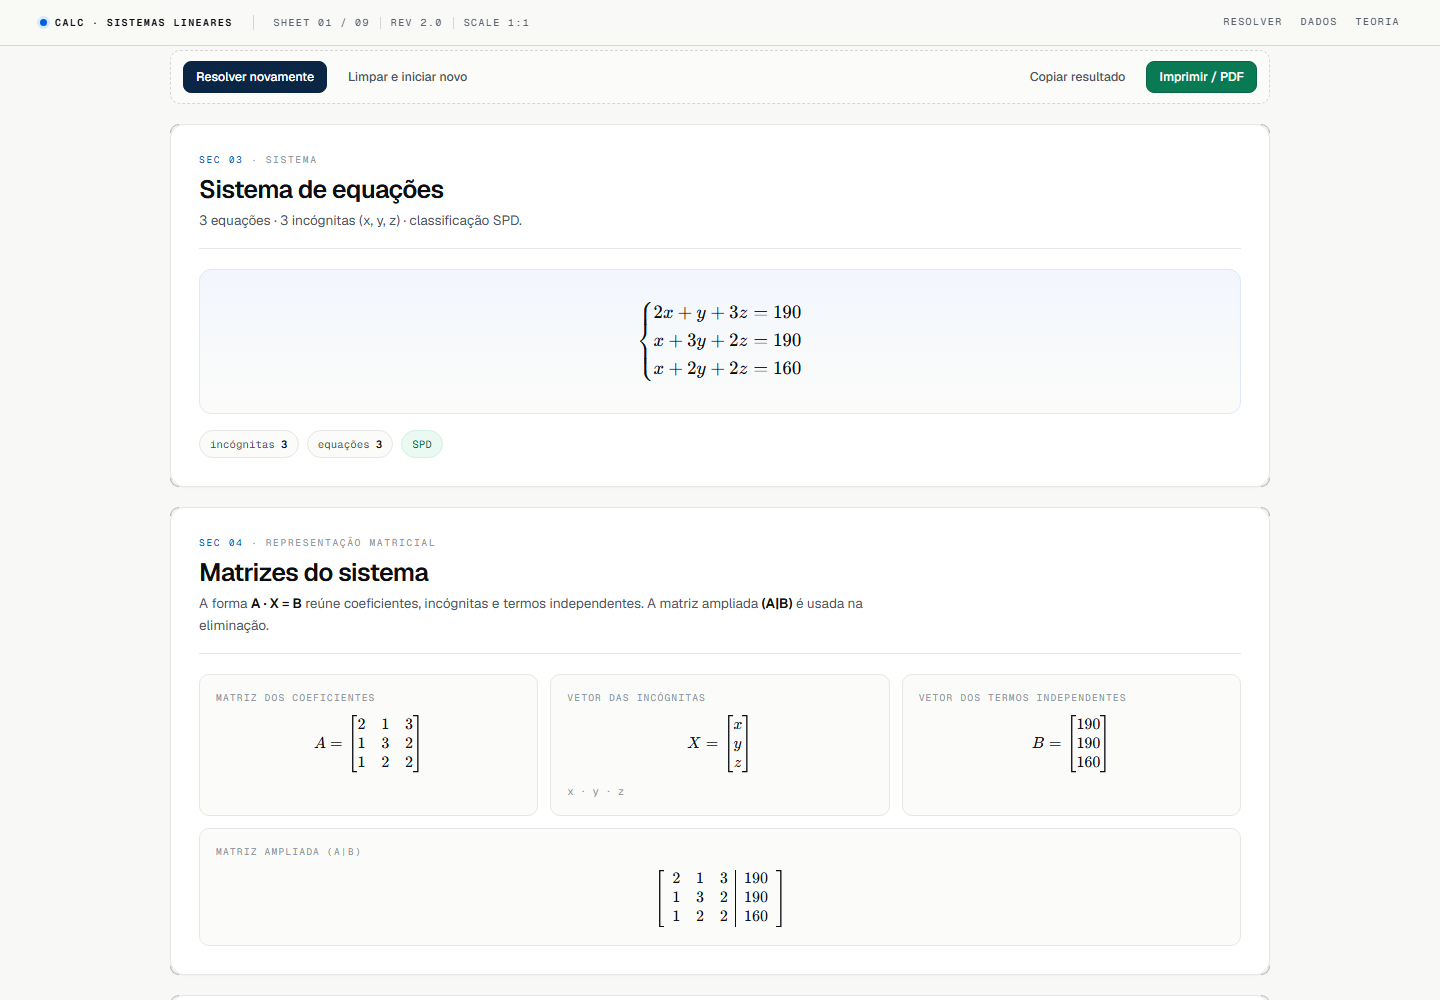 CALC · SISTEMAS LINEARES
SHEET 01 / 09 | REV 2.0 | SCALE 1:1
RESOLVER DADOS TEORIA
Resolver novamente
Limpar e iniciar novo
Copiar resultado
Imprimir / PDF
SEC 03 · SISTEMA
Sistema de equações
3 equações · 3 incógnitas (x, y, z) · classificação SPD.
2x + y + 3z = 190
x + 3y + 2z = 190
x + 2y + 2z = 160
incógnitas 3
equações 3
SPD
SEC 04 · REPRESENTAÇÃO MATRICIAL
Matrizes do sistema
A forma A · X = B reúne coeficientes, incógnitas e termos independentes. A matriz ampliada (A|B) é usada na
eliminação.
MATRIZ DOS COEFICIENTES
2 1 3
A = 1 3 2
1 2 2
VETOR DAS INCÓGNITAS
x
X = y
z
x · y · z
VETOR DOS TERMOS INDEPENDENTES
190
B = 190
160
MATRIZ AMPLIADA (A|B)
2 1 3 | 190
1 3 2 | 190
1 2 2 | 160